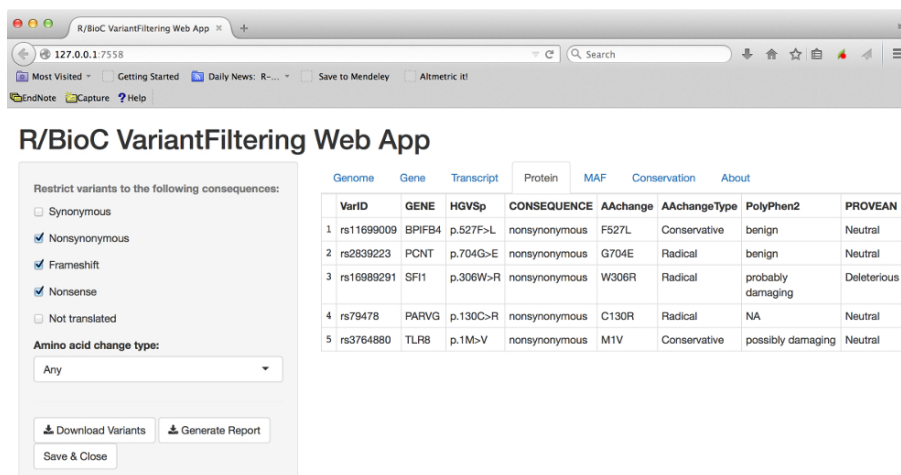 R/BioC VariantFiltering Web App
127.0.0.1:7558
Search
Most Visited Getting Started Daily News: R-... Save to Mendeley Altmetric it!
EndNote Capture ? Help
R/BioC VariantFiltering Web App
Restrict variants to the following consequences:
Synonymous
Nonsynonymous
Frameshift
Nonsense
Not translated
Amino acid change type:
Any
Download Variants Generate Report
Save & Close
Genome Gene Transcript Protein MAF Conservation About
VarID GENE HGVSp CONSEQUENCE AAchange AAchangeType PolyPhen2 PROVEAN
1 rs11699009 BPIFB4 p.527F>L nonsynonymous F527L Conservative benign Neutral
2 rs2839223 PCNT p.704G>E nonsynonymous G704E Radical benign Neutral
3 rs16989291 SFI1 p.306W>R nonsynonymous W306R Radical probably damaging Deleterious
4 rs79478 PARVG p.130C>R nonsynonymous C130R Radical NA Neutral
5 rs3764880 TLR8 p.1M>V nonsynonymous M1V Conservative possibly damaging Neutral